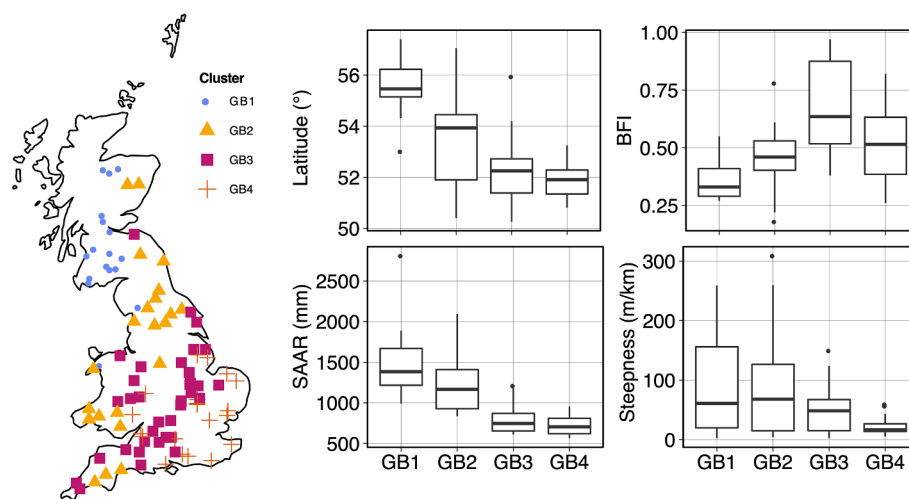 Cluster
GB1
GB2
GB3
GB4
Latitude (°)
56
54
52
50
BFI
1.00
0.75
0.50
0.25
SAAR (mm)
2500
2000
1500
1000
500
GB1 GB2 GB3 GB4
Steepness (m/km)
300
200
100
0
GB1 GB2 GB3 GB4